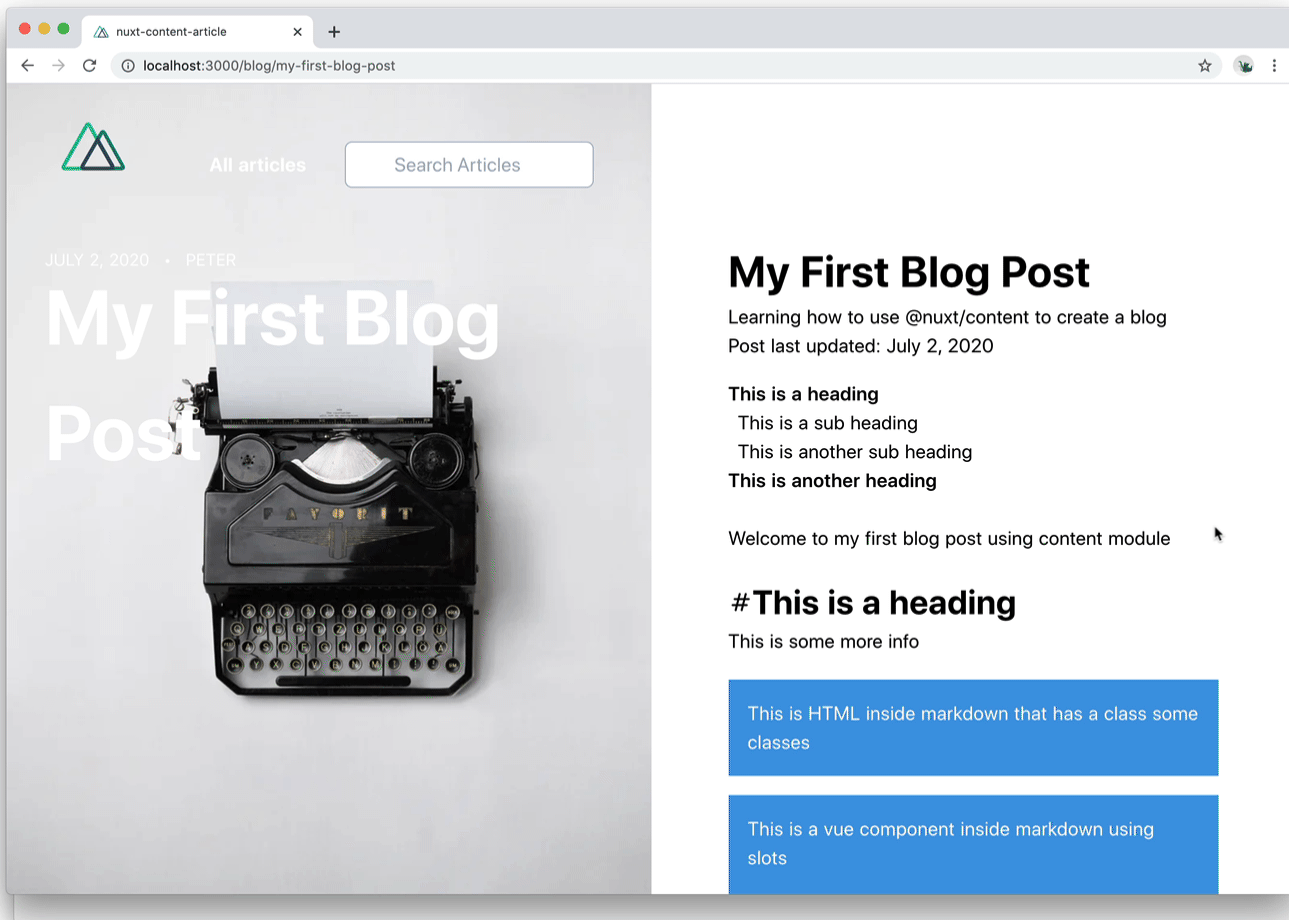 nuxt-content-article
localhost:3000/blog/my-first-blog-post
All articles
Search Articles
JULY 2, 2020 • PETER
My First Blog
Post
FAVORIT
My First Blog Post
Learning how to use @nuxt/content to create a blog
Post last updated: July 2, 2020
This is a heading
This is a sub heading
This is another sub heading
This is another heading
Welcome to my first blog post using content module
#This is a heading
This is some more info
This is HTML inside markdown that has a class some
classes
This is a vue component inside markdown using
slots